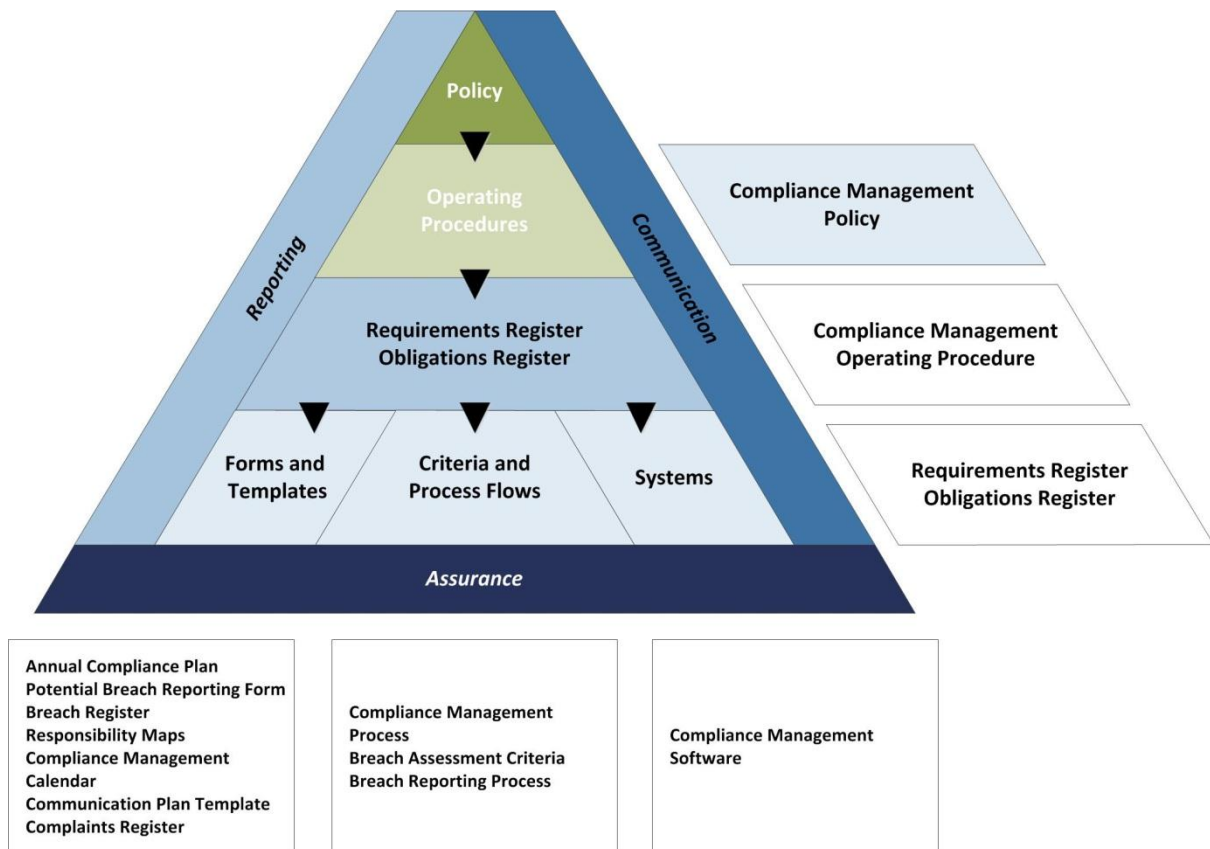 Policy
Operating
Procedures
Reporting
Communication
Requirements Register
Obligations Register
Forms and
Templates
Criteria and
Process Flows
Systems
Assurance
Compliance Management
Policy
Compliance Management
Operating Procedure
Requirements Register
Obligations Register
Annual Compliance Plan
Potential Breach Reporting Form
Breach Register
Responsibility Maps
Compliance Management
Calendar
Communication Plan Template
Complaints Register
Compliance Management
Process
Breach Assessment Criteria
Breach Reporting Process
Compliance Management
Software